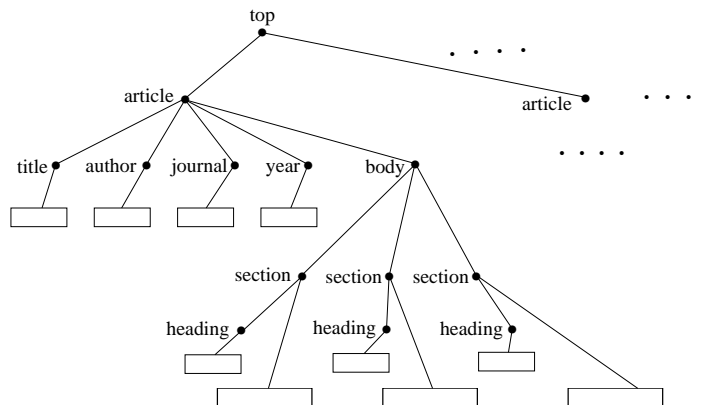 top
article
article
title author journal year body
section section section
heading heading heading